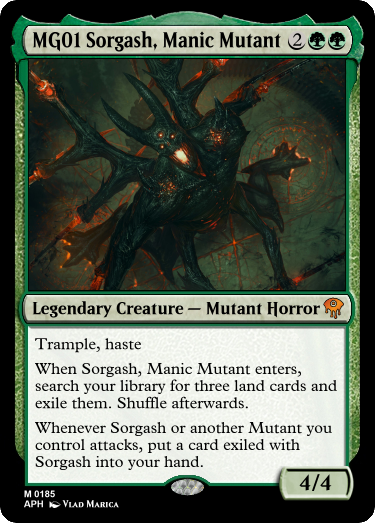 MG01 Sorgash, Manic Mutant 2
Legendary Creature — Mutant Horror
Trample, haste
When Sorgash, Manic Mutant enters,
search your library for three land cards and
exile them. Shuffle afterwards.
Whenever Sorgash or another Mutant you
control attacks, put a card exiled with
Sorgash into your hand.
4/4
M 0185
APH Vlad Marica